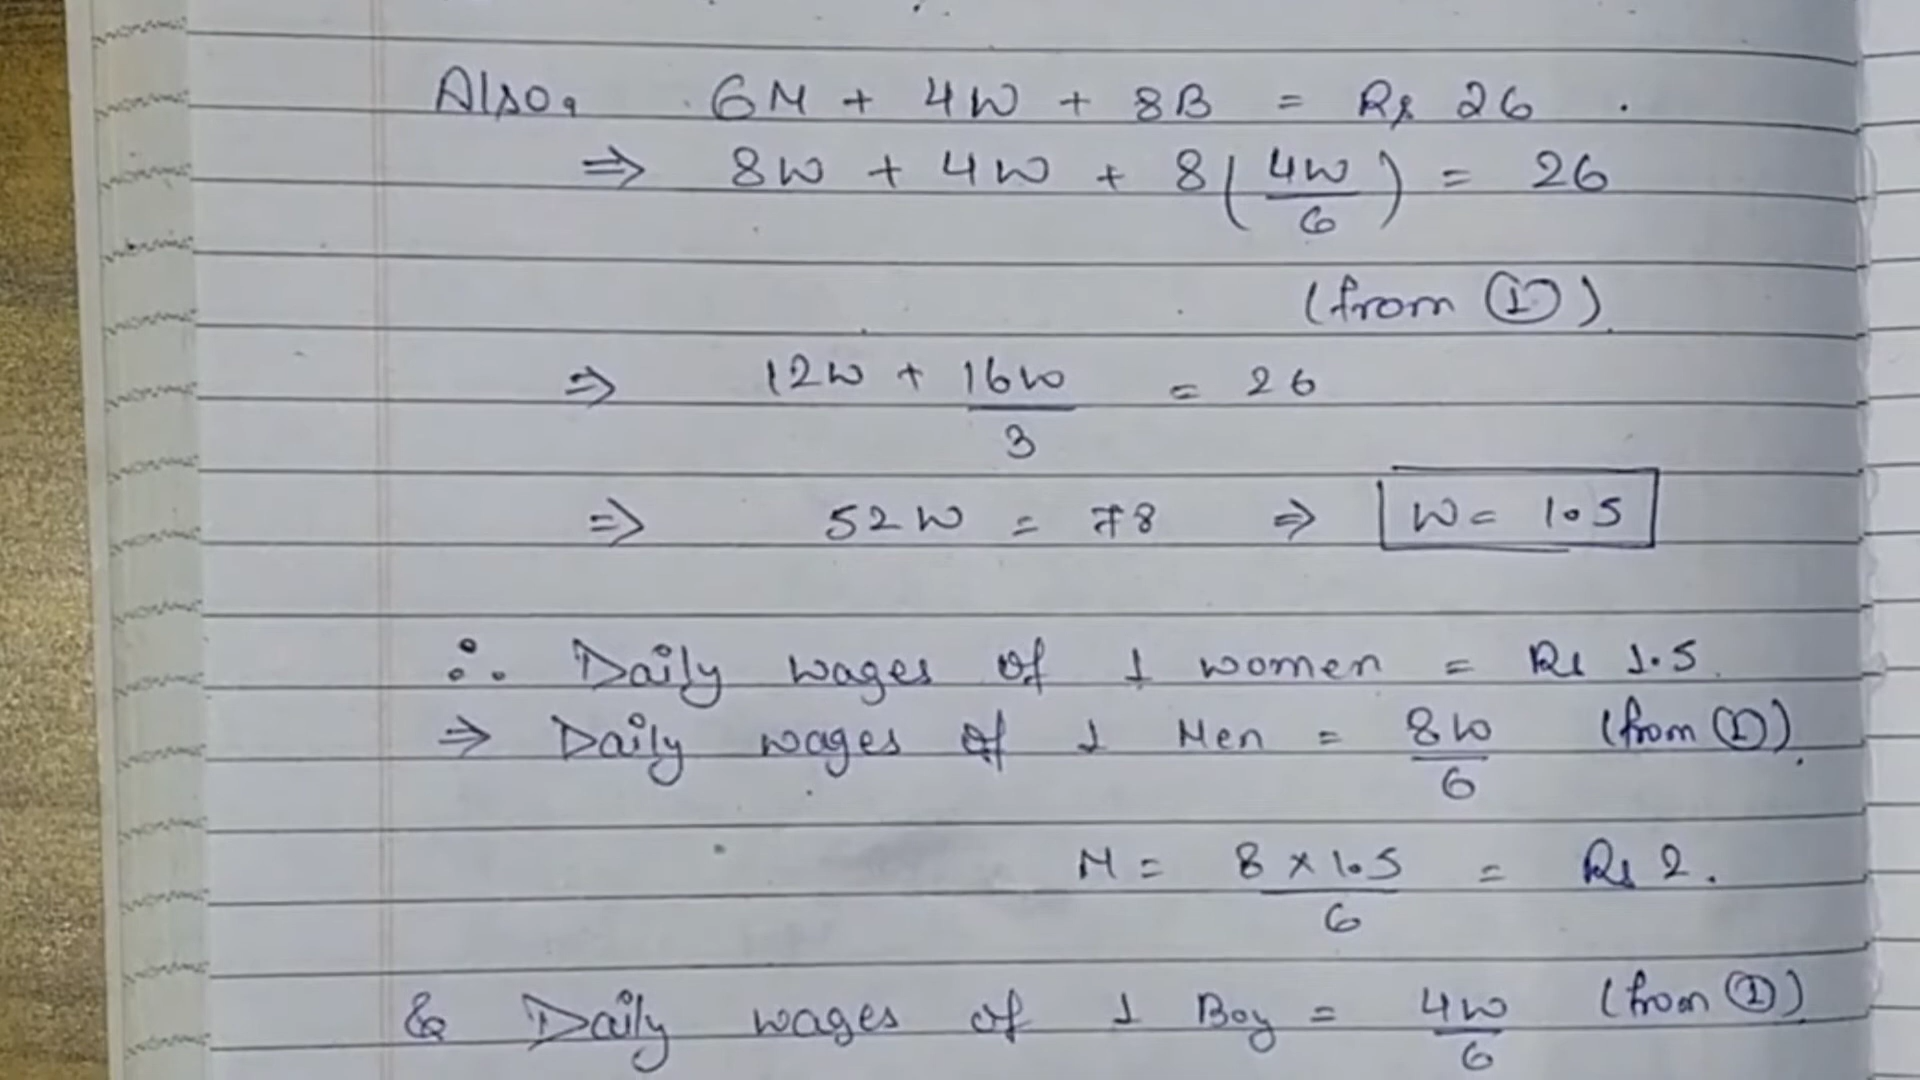 Also, 6M + 4W + 8B = Rs 26.
⇒ 8W + 4W + 8(4W/6) = 26
(from ①)
⇒ 12W + 16W/3 = 26
⇒ 52W = 78 ⇒ W = 1.5
∴ Daily wages of 1 women = Rs 1.5
⇒ Daily wages of 1 Men = 8W/6 (from ①).
M = 8 × 1.5/6 = Rs 2.
& Daily wages of 1 Boy = 4W/6 (from ①)